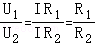 U₁/U₂ = IR₁/IR₂ = R₁/R₂